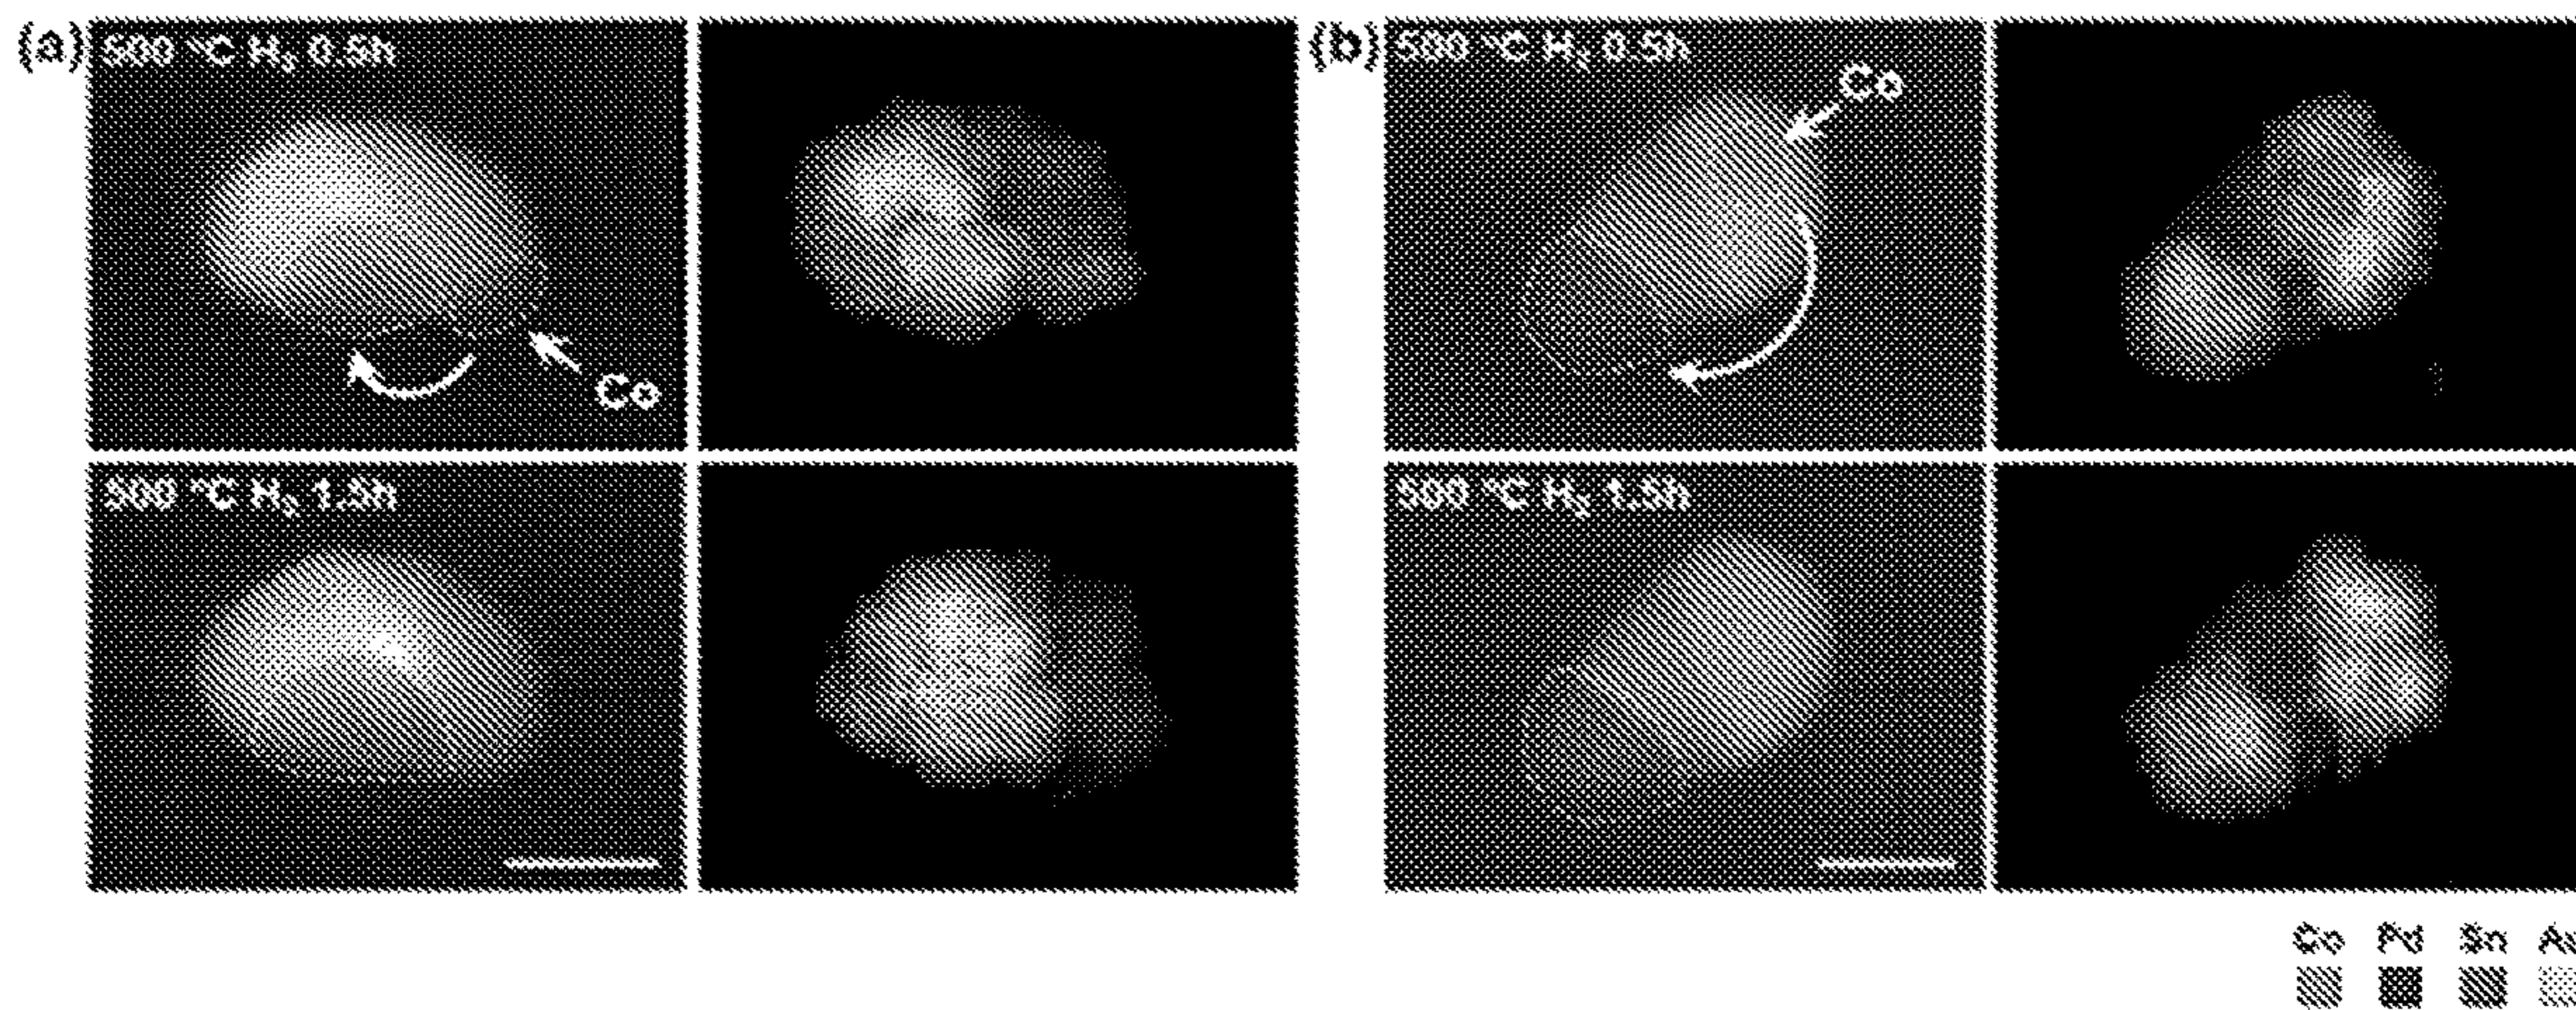 (a) 500 °C H₂ 0.5h
Co
500 °C H₂ 1.5h
(b) 500 °C H₂ 0.5h
Co
500 °C H₂ 1.5h
Co Pd Sn